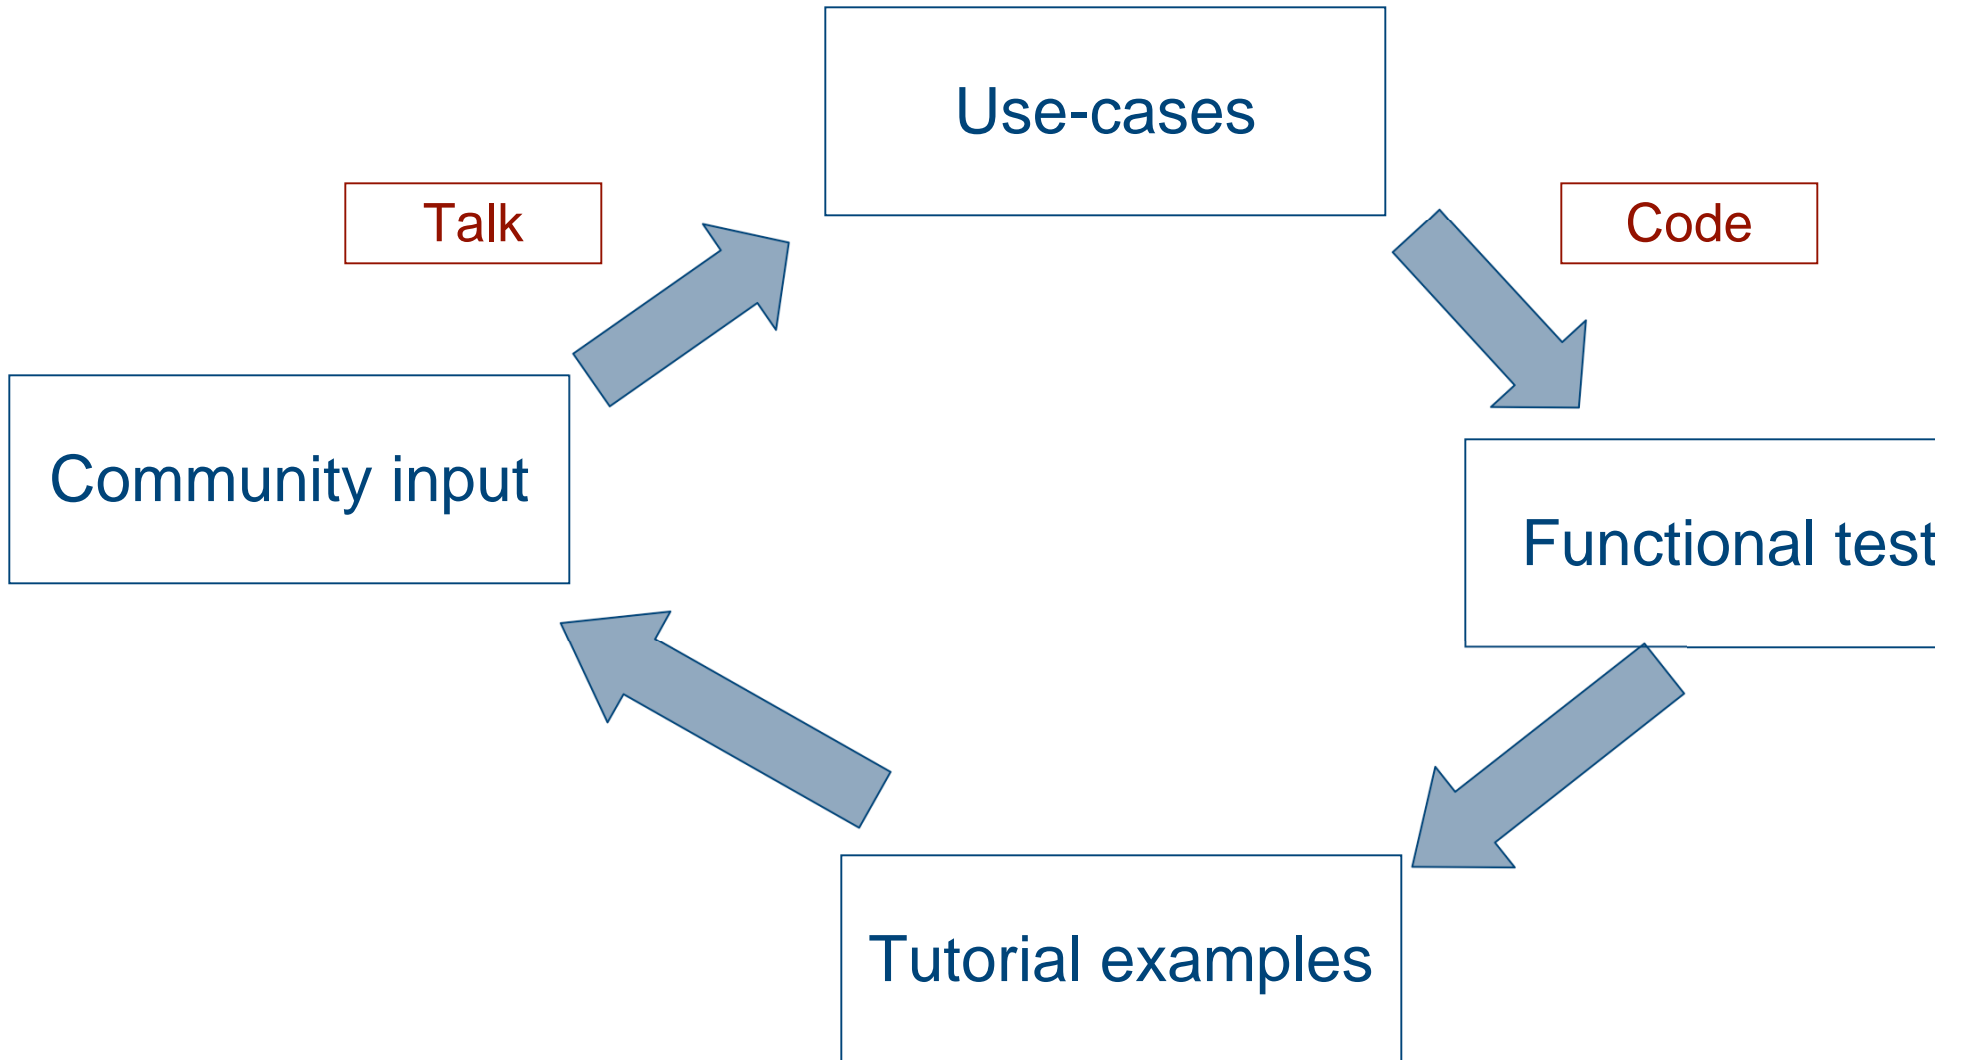 Use-cases
Talk
Code
Community input
Functional test
Tutorial examples